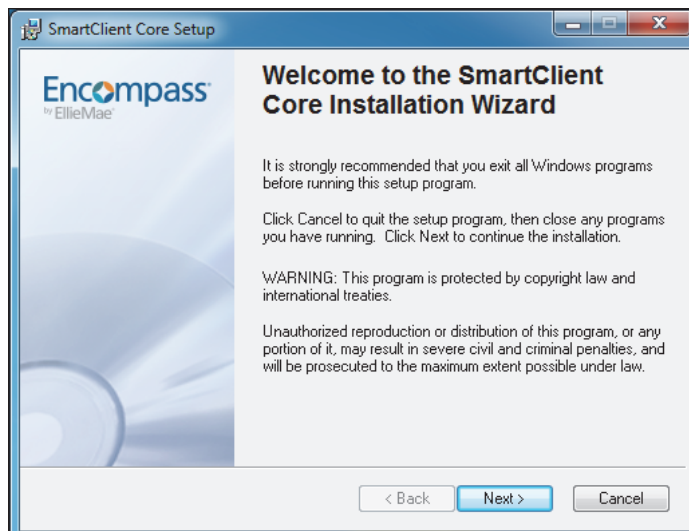 SmartClient Core Setup
Encompass
by EllieMae
Welcome to the SmartClient
Core Installation Wizard
It is strongly recommended that you exit all Windows programs
before running this setup program.
Click Cancel to quit the setup program, then close any programs
you have running.  Click Next to continue the installation.
WARNING: This program is protected by copyright law and
international treaties.
Unauthorized reproduction or distribution of this program, or any
portion of it, may result in severe civil and criminal penalties, and
will be prosecuted to the maximum extent possible under law.
< Back Next > Cancel